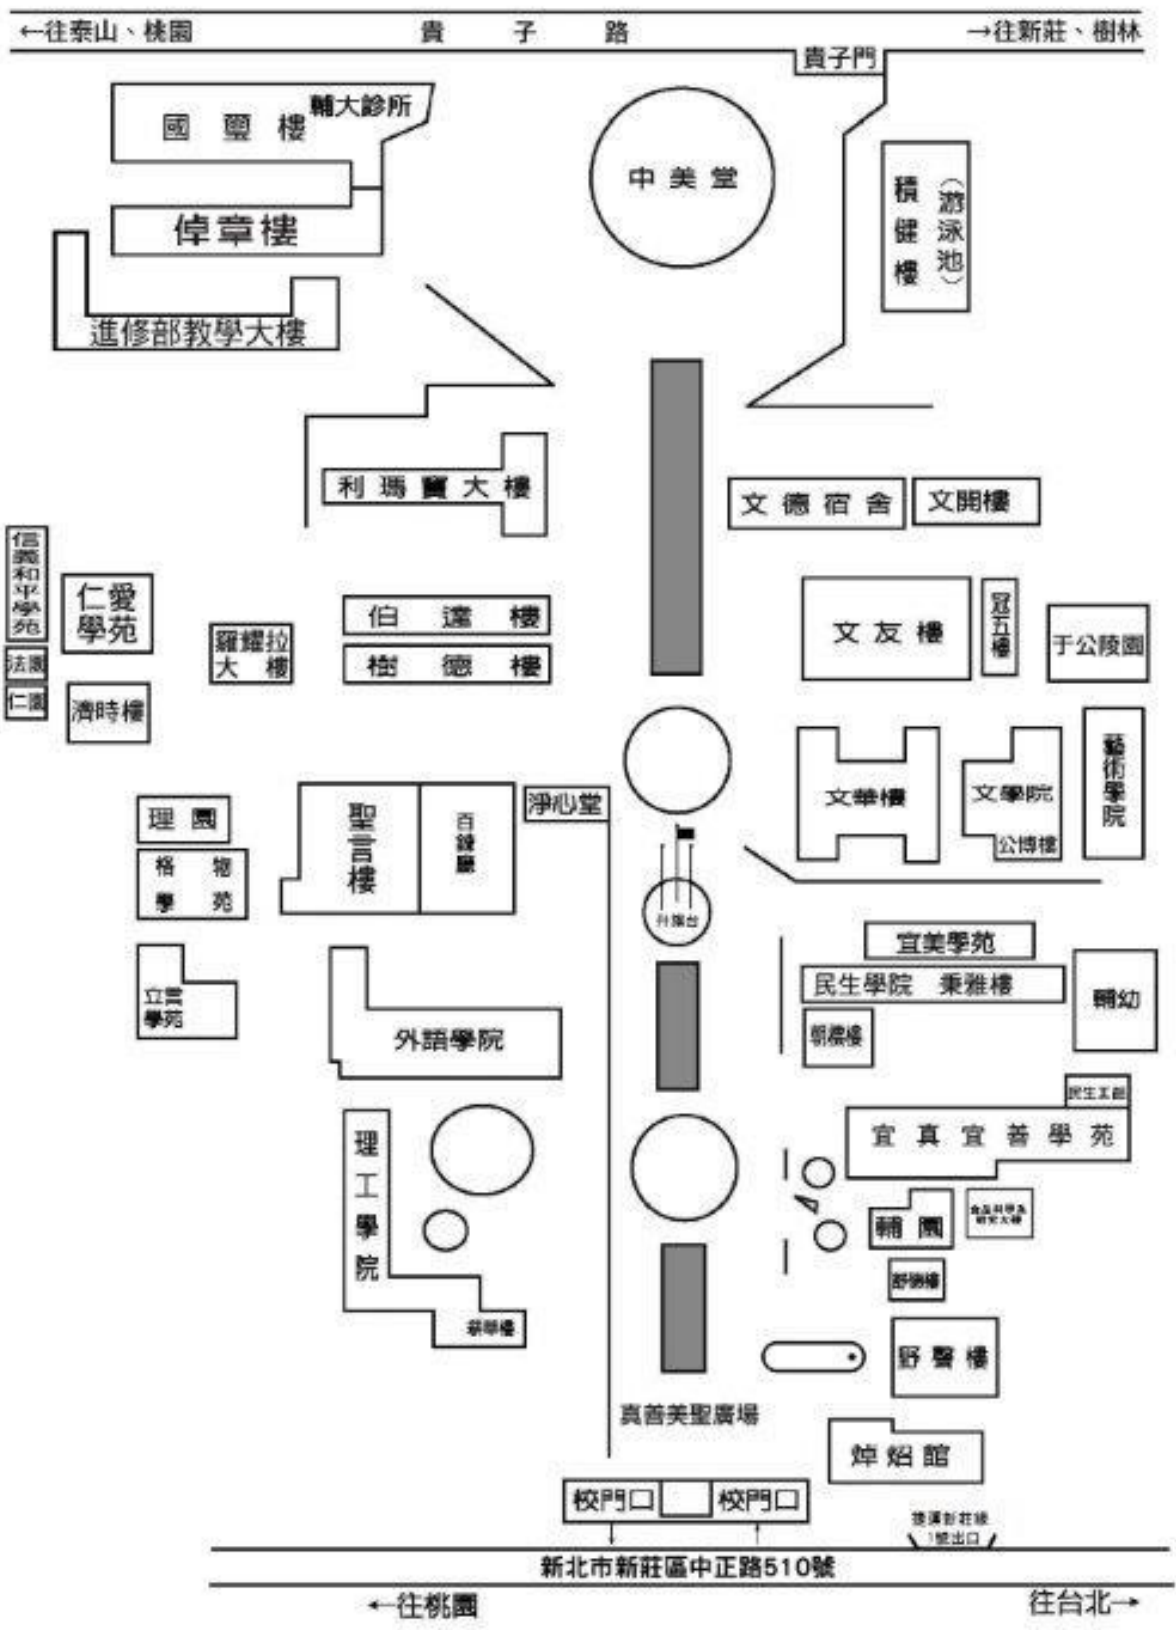 ←往泰山、桃園
貴子路
→往新莊、樹林
貴子門
輔大診所
國璽樓
中美堂
積健樓
（游泳池）
倬章樓
進修部教學大樓
利瑪竇大樓
文德宿舍
文開樓
信義和平學苑
仁愛
學苑
伯達樓
文友樓
冠五樓
于公陵園
羅耀拉
大樓
樹德樓
法園
仁園
濟時樓
藝術學院
淨心堂
文華樓
文學院
理園
聖言樓
百鍊廳
公博樓
格物
學苑
升旗台
宜美學苑
民生學院 秉雅樓
輔幼
立言
學苑
外語學院
朝橒樓
民生工讀
宜真宜善學苑
理工學院
輔園
食品科學及
研究大樓
舒德樓
野聲樓
真善美聖廣場
焯炤館
校門口
校門口
捷運新莊線
1號出口
新北市新莊區中正路510號
←往桃園
往台北→